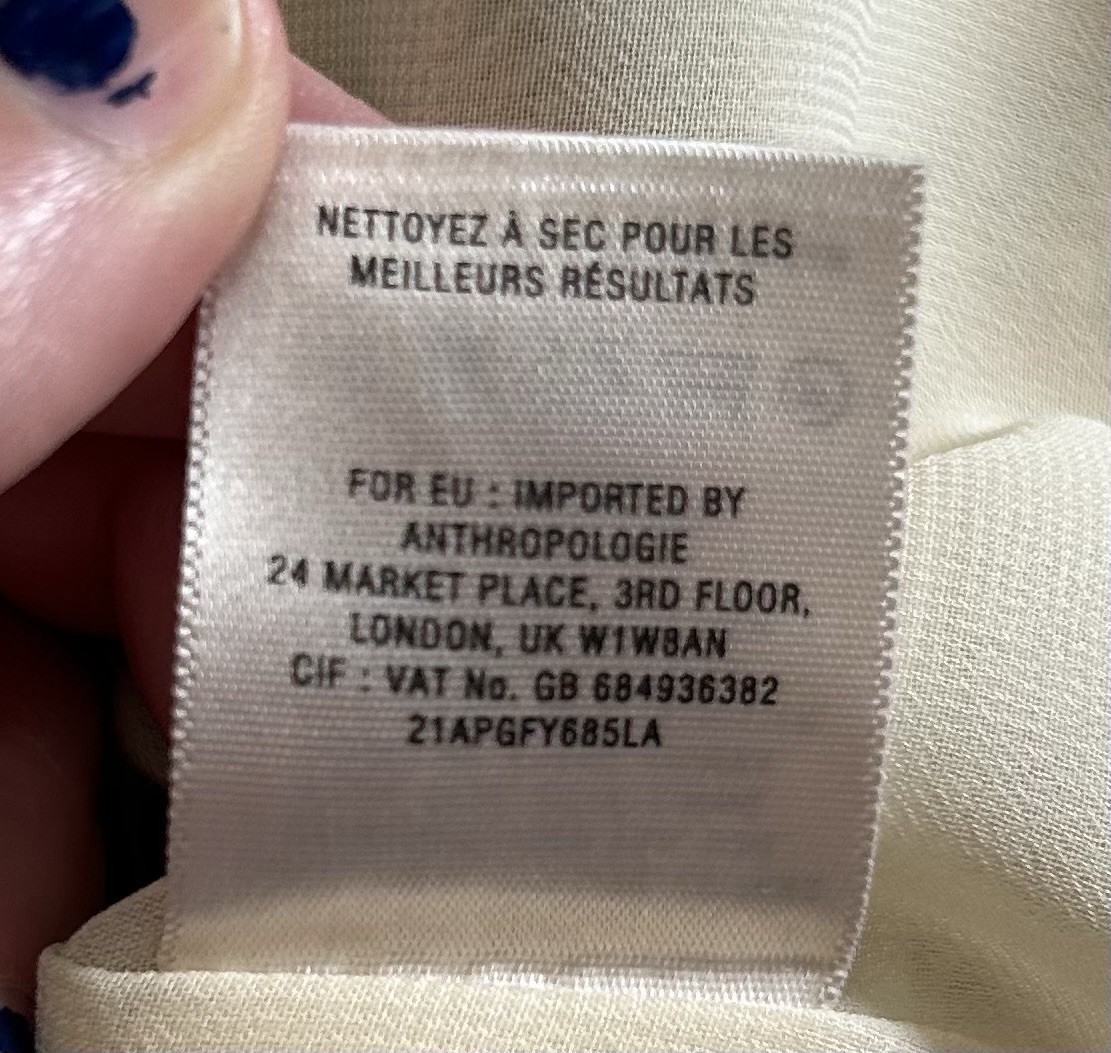 NETTOYEZ À SEC POUR LES
MEILLEURS RÉSULTATS
FOR EU : IMPORTED BY
ANTHROPOLOGIE
24 MARKET PLACE, 3RD FLOOR,
LONDON, UK W1W8AN
CIF : VAT No. GB 684936382
21APGFY685LA